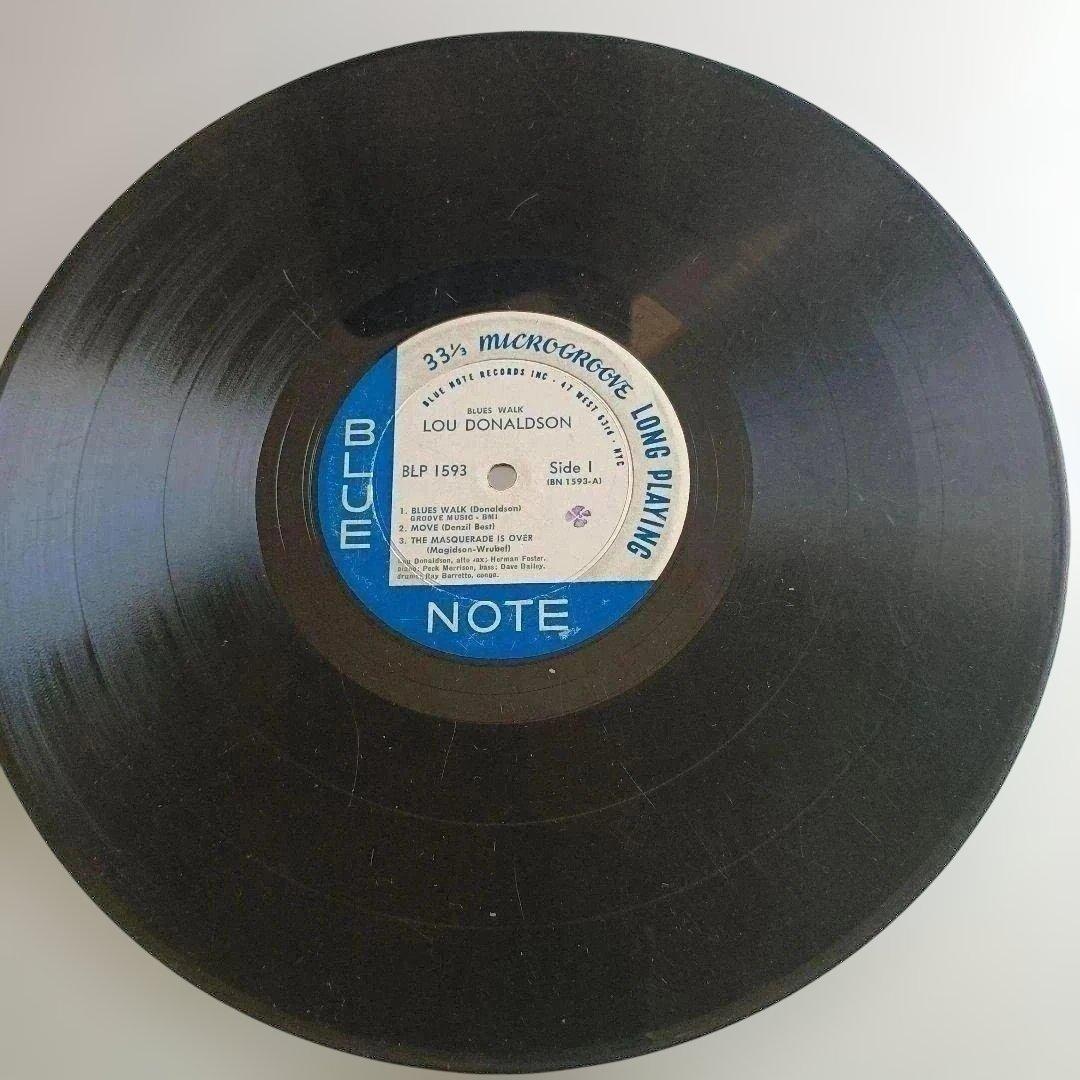 33⅓ MICROGROOVE LONG PLAYING
BLUE NOTE RECORDS INC · 47 WEST 63rd · NYC
BLUES WALK
LOU DONALDSON
BLP 1593
Side 1
(BN 1593-A)
1. BLUES WALK (Donaldson)
GROOVE MUSIC - BMI
2. MOVE (Denzil Best)
3. THE MASQUERADE IS OVER
(Magidson-Wrubel)
Lou Donaldson, alto sax; Herman Foster,
piano; Peck Morrison, bass; Dave Bailey,
drums; Ray Barretto, conga.
BLUE
NOTE